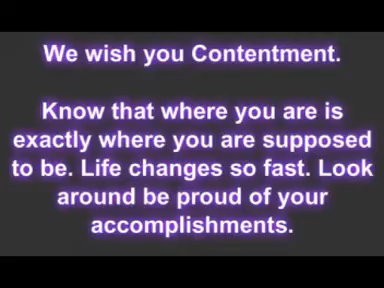 We wish you Contentment.
Know that where you are is
exactly where you are supposed
to be. Life changes so fast. Look
around be proud of your
accomplishments.